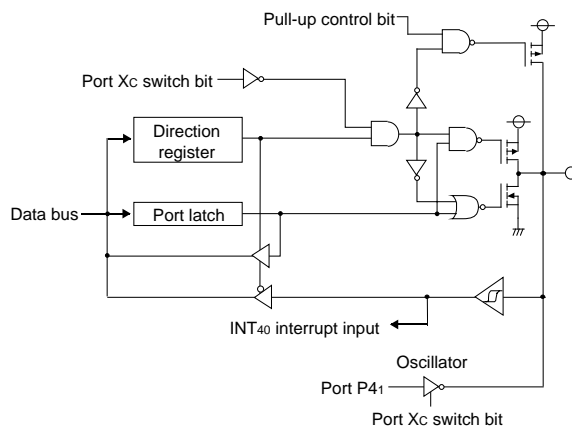 Pull-up control bit
Port XC switch bit
Direction
register
Data bus
Port latch
INT40 interrupt input
Oscillator
Port P41
Port XC switch bit